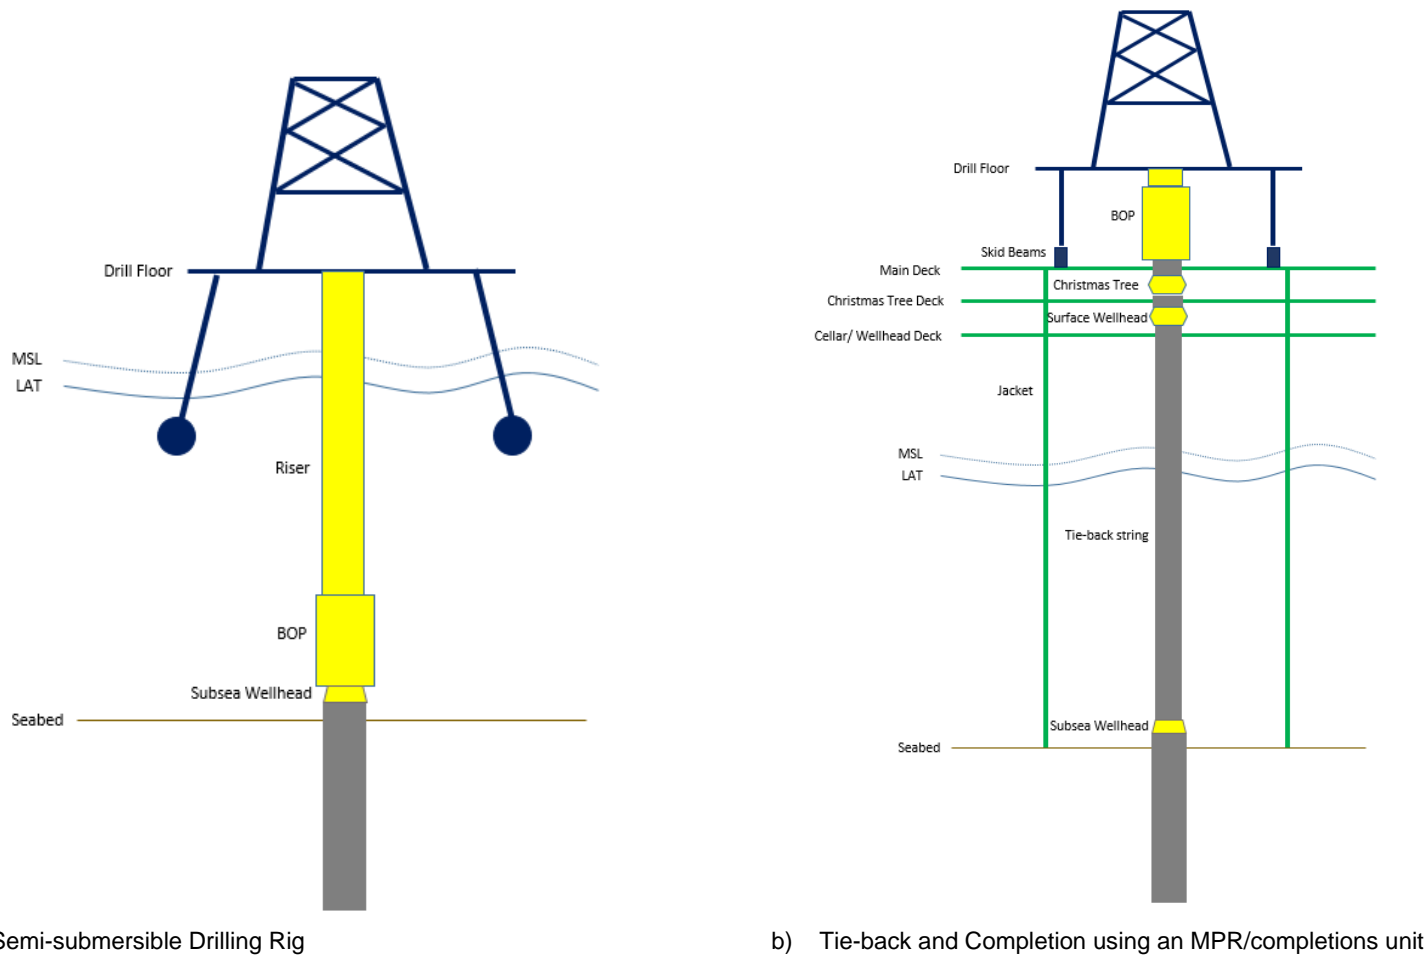 Drill Floor
MSL
LAT
Riser
BOP
Subsea Wellhead
Seabed
Semi-submersible Drilling Rig
Drill Floor
BOP
Skid Beams
Main Deck
Christmas Tree
Christmas Tree Deck
Surface Wellhead
Cellar/ Wellhead Deck
Jacket
MSL
LAT
Tie-back string
Subsea Wellhead
Seabed
b) Tie-back and Completion using an MPR/completions unit